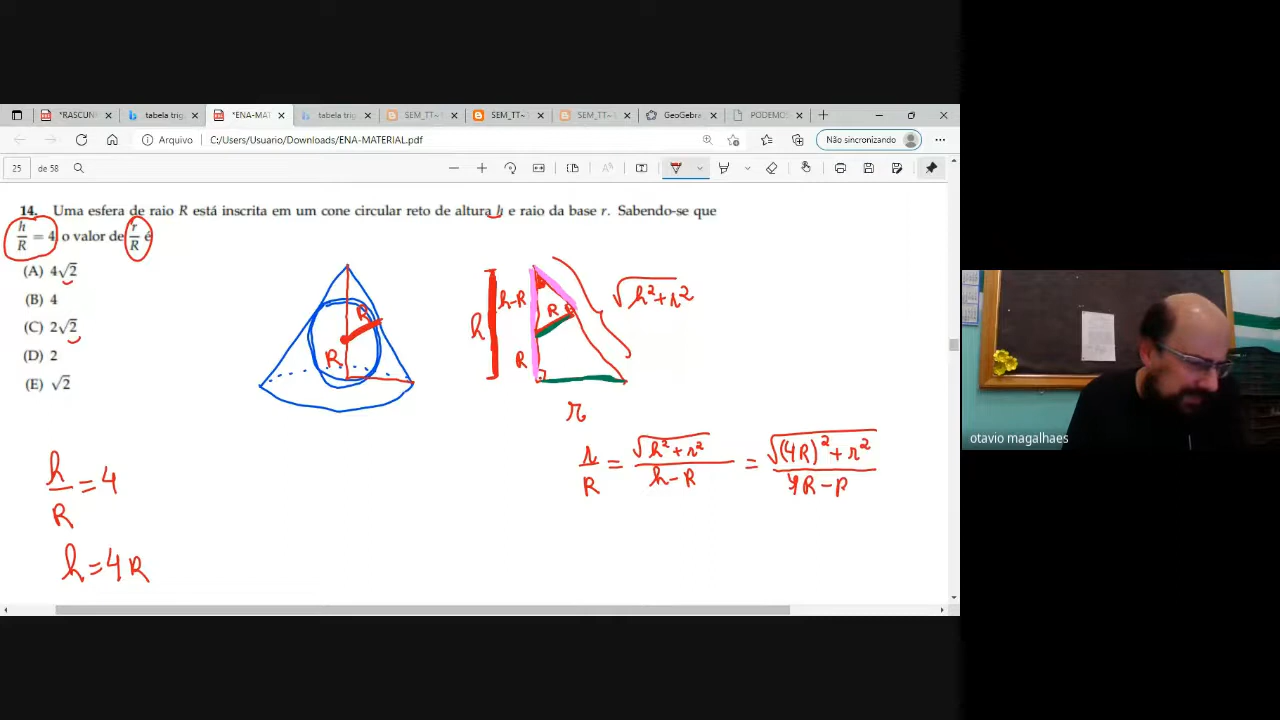 *RASCUN
tabela trig
*ENA-MAT
tabela trig
SEM_TT~
SEM_TT~
SEM_TT~
GeoGebra
PODEMO
Arquivo | C:/Users/Usuario/Downloads/ENA-MATERIAL.pdf
Não sincronizando
25 de 58
14. Uma esfera de raio R está inscrita em um cone circular reto de altura h e raio da base r. Sabendo-se que
h/R = 4 o valor de r/R é
(A) 4√2
(B) 4
(C) 2√2
(D) 2
(E) √2
R
R
h
h-R
R
R
√h²+r²
r
r/R = √h²+r²/h-R = √(4R)²+r²/4R-R
h/R = 4
h=4R
otavio magalhaes